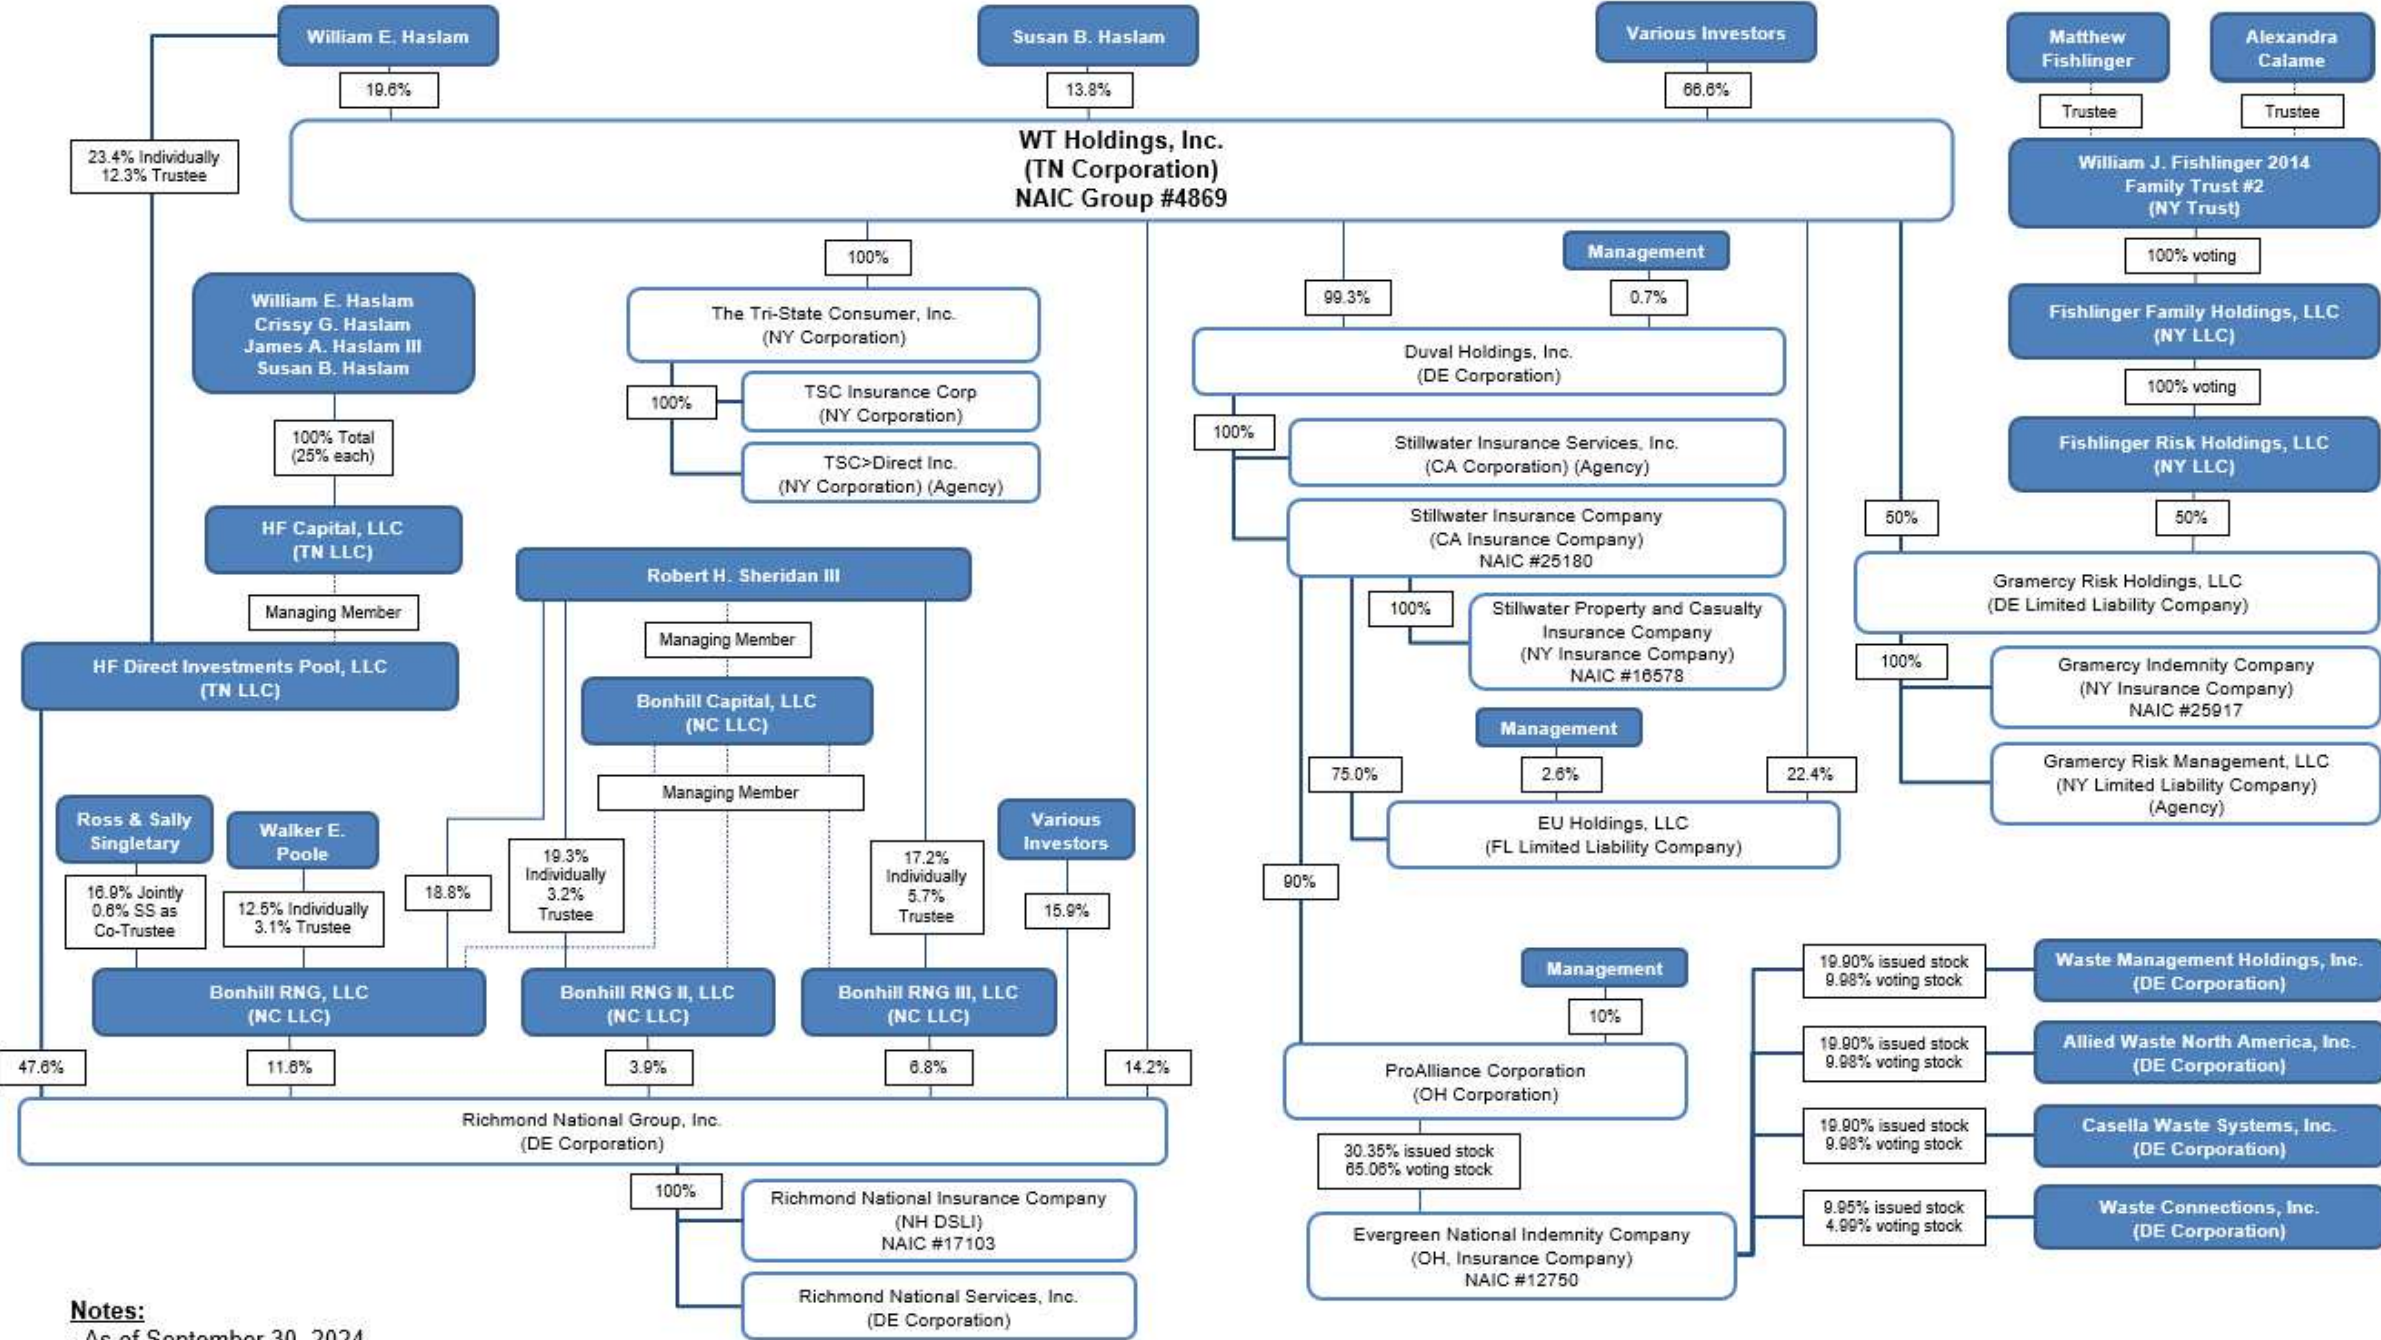 William E. Haslam
19.6%
Susan B. Haslam
13.8%
Various Investors
66.6%
Matthew
Fishlinger
Trustee
Alexandra
Calame
Trustee
23.4% Individually
12.3% Trustee
WT Holdings, Inc.
(TN Corporation)
NAIC Group #4869
William J. Fishlinger 2014
Family Trust #2
(NY Trust)
100% voting
Fishlinger Family Holdings, LLC
(NY LLC)
100% voting
Fishlinger Risk Holdings, LLC
(NY LLC)
50%
50%
Gramercy Risk Holdings, LLC
(DE Limited Liability Company)
100%
Gramercy Indemnity Company
(NY Insurance Company)
NAIC #25917
Gramercy Risk Management, LLC
(NY Limited Liability Company)
(Agency)
William E. Haslam
Crissy G. Haslam
James A. Haslam III
Susan B. Haslam
100% Total
(25% each)
HF Capital, LLC
(TN LLC)
Managing Member
HF Direct Investments Pool, LLC
(TN LLC)
100%
The Tri-State Consumer, Inc.
(NY Corporation)
100%
TSC Insurance Corp
(NY Corporation)
TSC>Direct Inc.
(NY Corporation) (Agency)
99.3%
Management
0.7%
Duval Holdings, Inc.
(DE Corporation)
100%
Stillwater Insurance Services, Inc.
(CA Corporation) (Agency)
Stillwater Insurance Company
(CA Insurance Company)
NAIC #25180
100%
Stillwater Property and Casualty
Insurance Company
(NY Insurance Company)
NAIC #16578
Management
75.0%
2.6%
22.4%
EU Holdings, LLC
(FL Limited Liability Company)
90%
Robert H. Sheridan III
Managing Member
Bonhill Capital, LLC
(NC LLC)
Managing Member
Ross & Sally
Singletary
16.9% Jointly
0.6% SS as
Co-Trustee
Walker E.
Poole
12.5% Individually
3.1% Trustee
18.8%
19.3%
Individually
3.2%
Trustee
17.2%
Individually
5.7%
Trustee
Various
Investors
15.9%
Bonhill RNG, LLC
(NC LLC)
Bonhill RNG II, LLC
(NC LLC)
Bonhill RNG III, LLC
(NC LLC)
47.6%
11.6%
3.9%
6.8%
14.2%
Richmond National Group, Inc.
(DE Corporation)
100%
Richmond National Insurance Company
(NH DSLI)
NAIC #17103
Richmond National Services, Inc.
(DE Corporation)
Management
10%
ProAlliance Corporation
(OH Corporation)
30.35% issued stock
65.06% voting stock
Evergreen National Indemnity Company
(OH, Insurance Company)
NAIC #12750
19.90% issued stock
9.98% voting stock
Waste Management Holdings, Inc.
(DE Corporation)
19.90% issued stock
9.98% voting stock
Allied Waste North America, Inc.
(DE Corporation)
19.90% issued stock
9.98% voting stock
Casella Waste Systems, Inc.
(DE Corporation)
9.95% issued stock
4.99% voting stock
Waste Connections, Inc.
(DE Corporation)
Notes:
- As of September 30, 2024